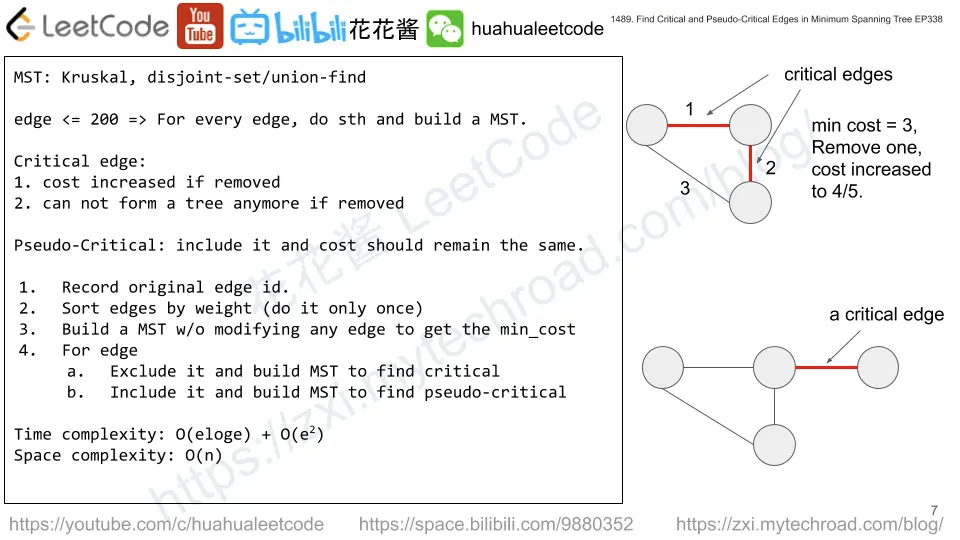 LeetCode
You
Tube
bilibili
花花酱
huahualeetcode
1489. Find Critical and Pseudo-Critical Edges in Minimum Spanning Tree EP338
MST: Kruskal, disjoint-set/union-find
edge <= 200 => For every edge, do sth and build a MST.
Critical edge:
1. cost increased if removed
2. can not form a tree anymore if removed
Pseudo-Critical: include it and cost should remain the same.
1. Record original edge id.
2. Sort edges by weight (do it only once)
3. Build a MST w/o modifying any edge to get the min_cost
4. For edge
a. Exclude it and build MST to find critical
b. Include it and build MST to find pseudo-critical
Time complexity: O(eloge) + O(e²)
Space complexity: O(n)
critical edges
1
2
3
min cost = 3,
Remove one,
cost increased
to 4/5.
a critical edge
花花酱 LeetCode
https://zxi.mytechroad.com/blog/
7
https://youtube.com/c/huahualeetcode
https://space.bilibili.com/9880352
https://zxi.mytechroad.com/blog/